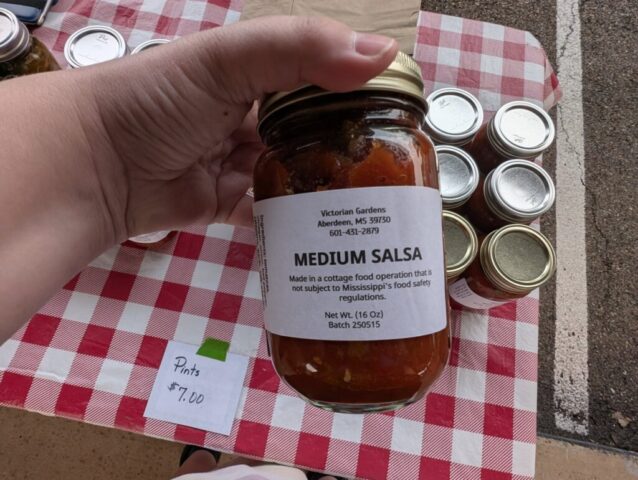 Victorian Gardens
Aberdeen, MS 39730
601-431-2879
MEDIUM SALSA
Made in a cottage food operation that is
not subject to Mississippi's food safety
regulations.
Net Wt. (16 Oz)
Batch 250515
Pints
$7.00